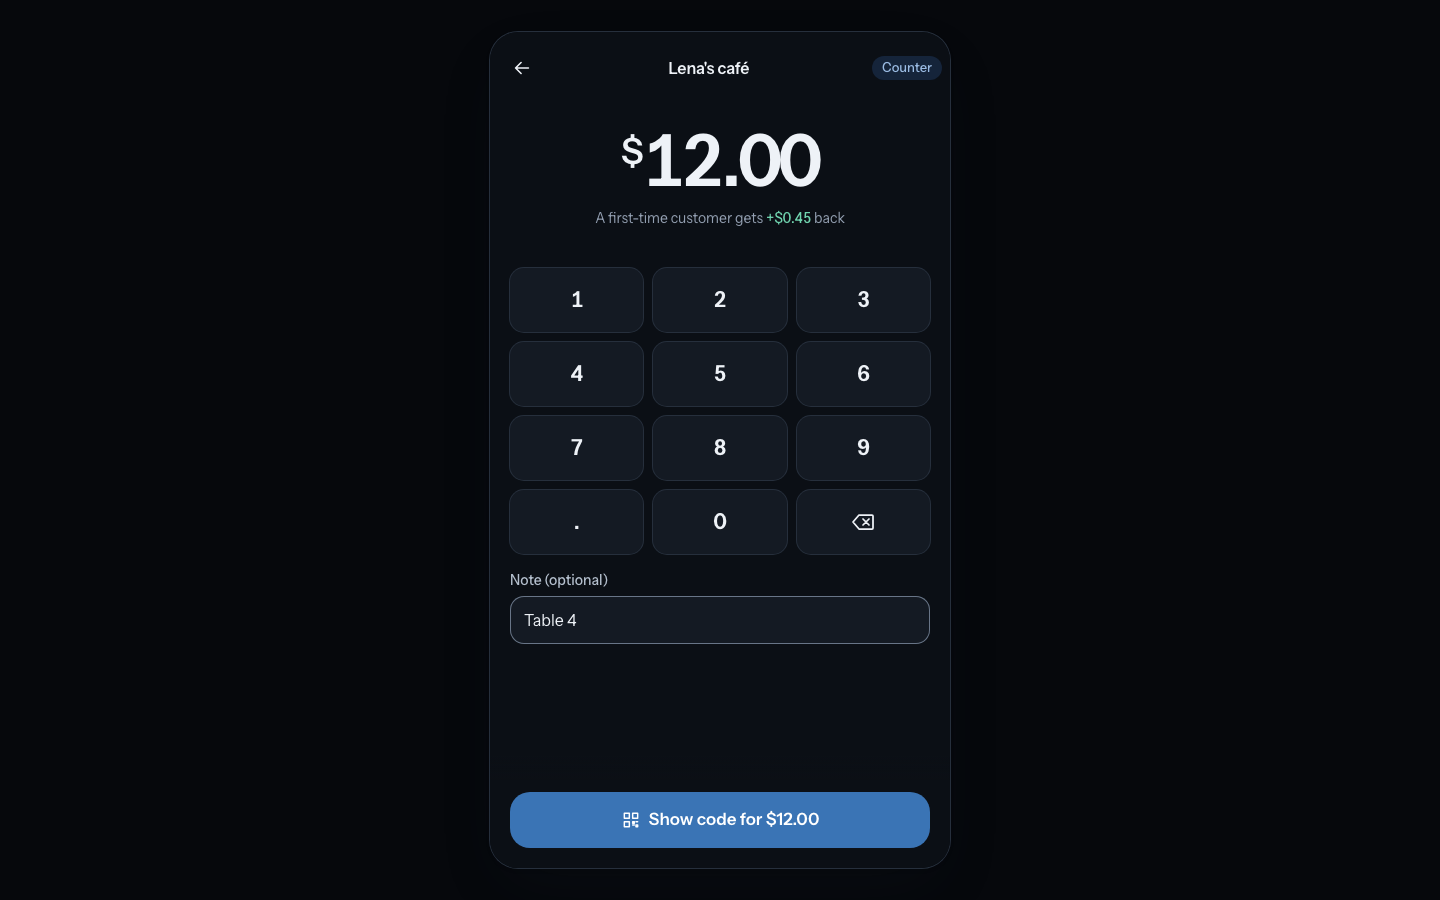 Lena's café
Counter
$12.00
A first-time customer gets +$0.45 back
1 2 3
4 5 6
7 8 9
. 0
Note (optional)
Table 4
Show code for $12.00